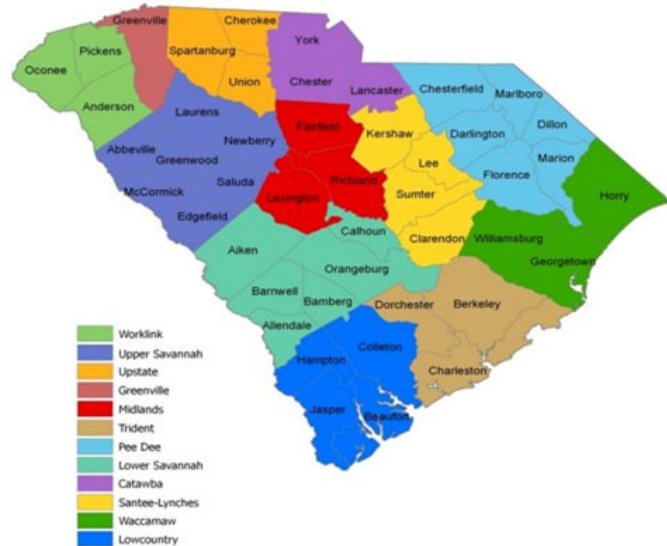 Greenville
Cherokee
Pickens
Spartanburg
York
Oconee
Union
Chester
Anderson
Lancaster
Chesterfield
Marlboro
Laurens
Fairfield
Kershaw
Darlington
Dillon
Abbeville
Newberry
Greenwood
Lee
Marion
McCormick
Saluda
Richland
Florence
Lexington
Sumter
Horry
Edgefield
Calhoun
Clarendon
Williamsburg
Aiken
Orangeburg
Georgetown
Barnwell
Bamberg
Dorchester
Berkeley
Allendale
Colleton
Hampton
Charleston
Jasper
Beaufort
Worklink
Upper Savannah
Upstate
Greenville
Midlands
Trident
Pee Dee
Lower Savannah
Catawba
Santee-Lynches
Waccamaw
Lowcountry